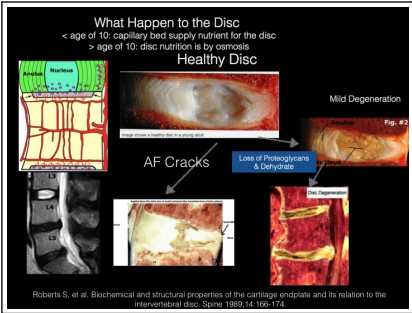 What Happen to the Disc
< age of 10: capillary bed supply nutrient for the disc
> age of 10: disc nutrition is by osmosis
Healthy Disc
Anulus Nucleus
Image shows a healthy disc in a young adult
Mild Degeneration
Anulus
Fig. #2
AF Cracks
Loss of Proteoglycans
& Dehydrate
L3
L4
L5
Disc Degeneration
Roberts S, et al. Biochemical and structural properties of the cartilage endplate and its relation to the
intervertebral disc. Spine 1989;14:166-174.